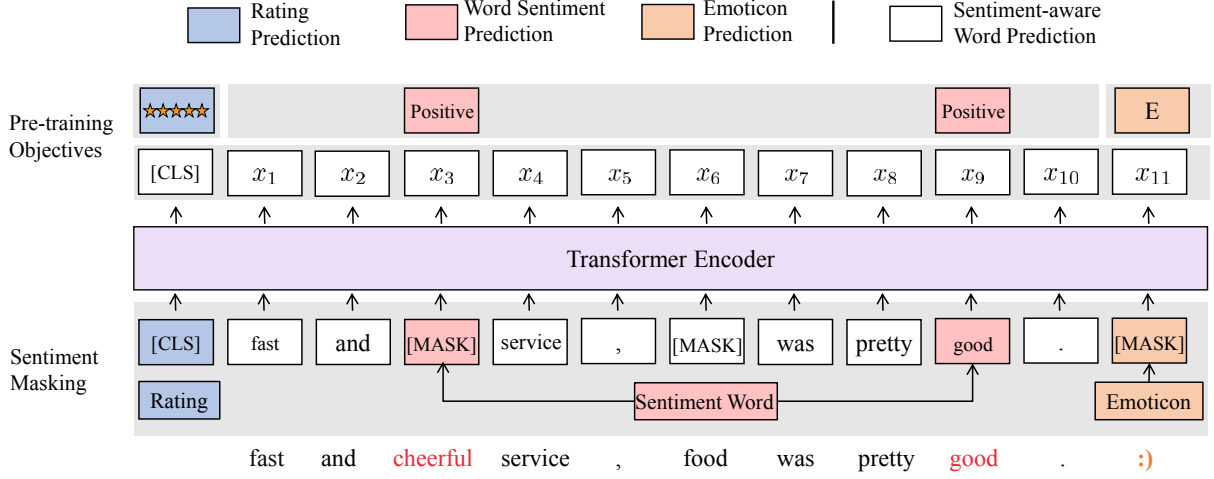 Rating Prediction
Word Sentiment Prediction
Emoticon Prediction
Sentiment-aware Word Prediction
Pre-training Objectives
Positive Positive E
[CLS] x1 x2 x3 x4 x5 x6 x7 x8 x9 x10 x11
Transformer Encoder
Sentiment Masking
[CLS] fast and [MASK] service , [MASK] was pretty good . [MASK]
Rating Sentiment Word Emoticon
fast and cheerful service , food was pretty good . :)